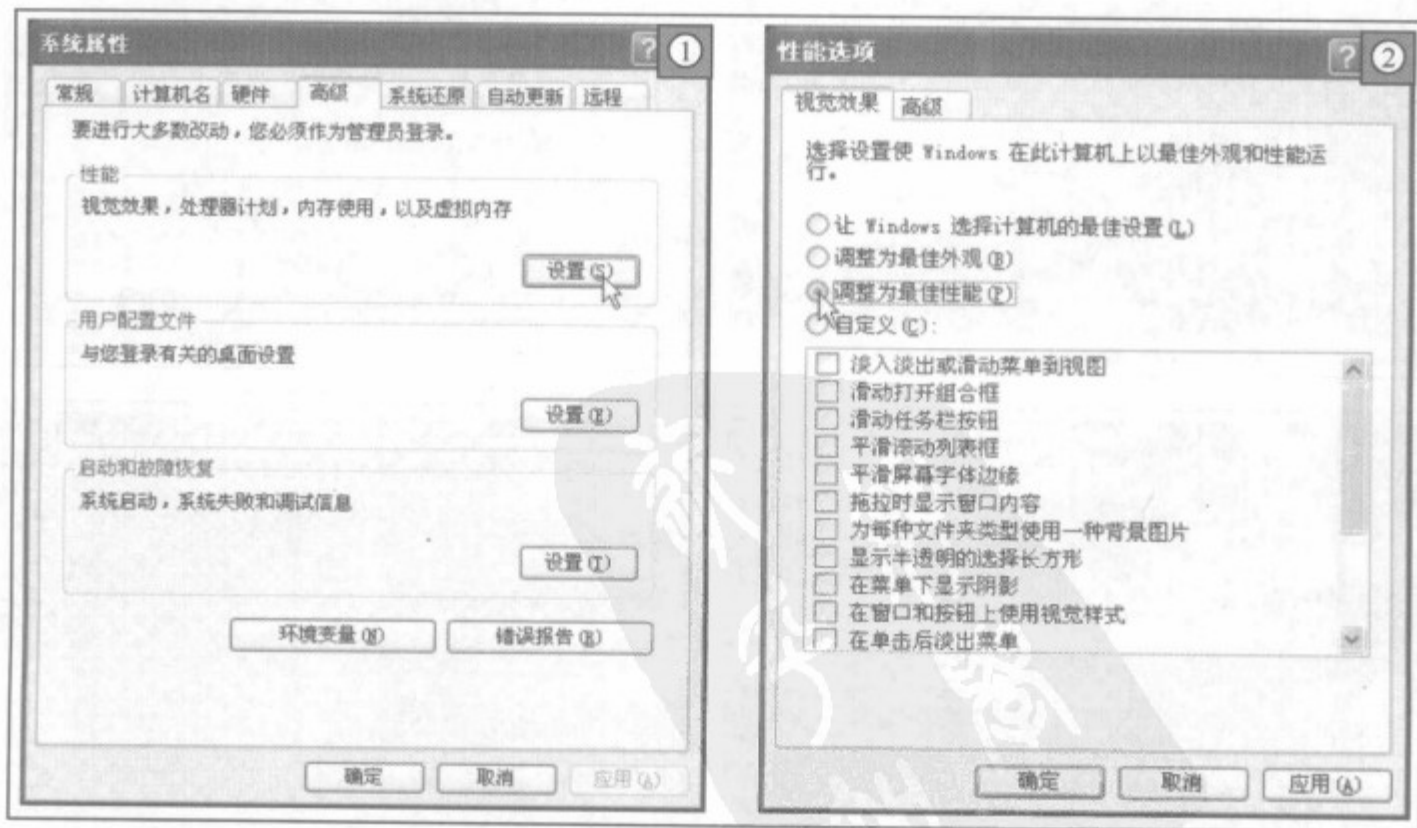 系统属性
?
①
常规 计算机名 硬件 高级 系统还原 自动更新 远程
要进行大多数改动，您必须作为管理员登录。
性能
视觉效果，处理器计划，内存使用，以及虚拟内存
设置(S)
用户配置文件
与您登录有关的桌面设置
设置(E)
启动和故障恢复
系统启动，系统失败和调试信息
设置(T)
环境变量(N) 错误报告(R)
确定 取消 应用(A)
性能选项
?
②
视觉效果 高级
选择设置使 Windows 在此计算机上以最佳外观和性能运
行。
让 Windows 选择计算机的最佳设置(L)
调整为最佳外观(B)
调整为最佳性能(P)
自定义(C):
淡入淡出或滑动菜单到视图
滑动打开组合框
滑动任务栏按钮
平滑滚动列表框
平滑屏幕字体边缘
拖拉时显示窗口内容
为每种文件夹类型使用一种背景图片
显示半透明的选择长方形
在菜单下显示阴影
在窗口和按钮上使用视觉样式
在单击后淡出菜单
确定 取消 应用(A)